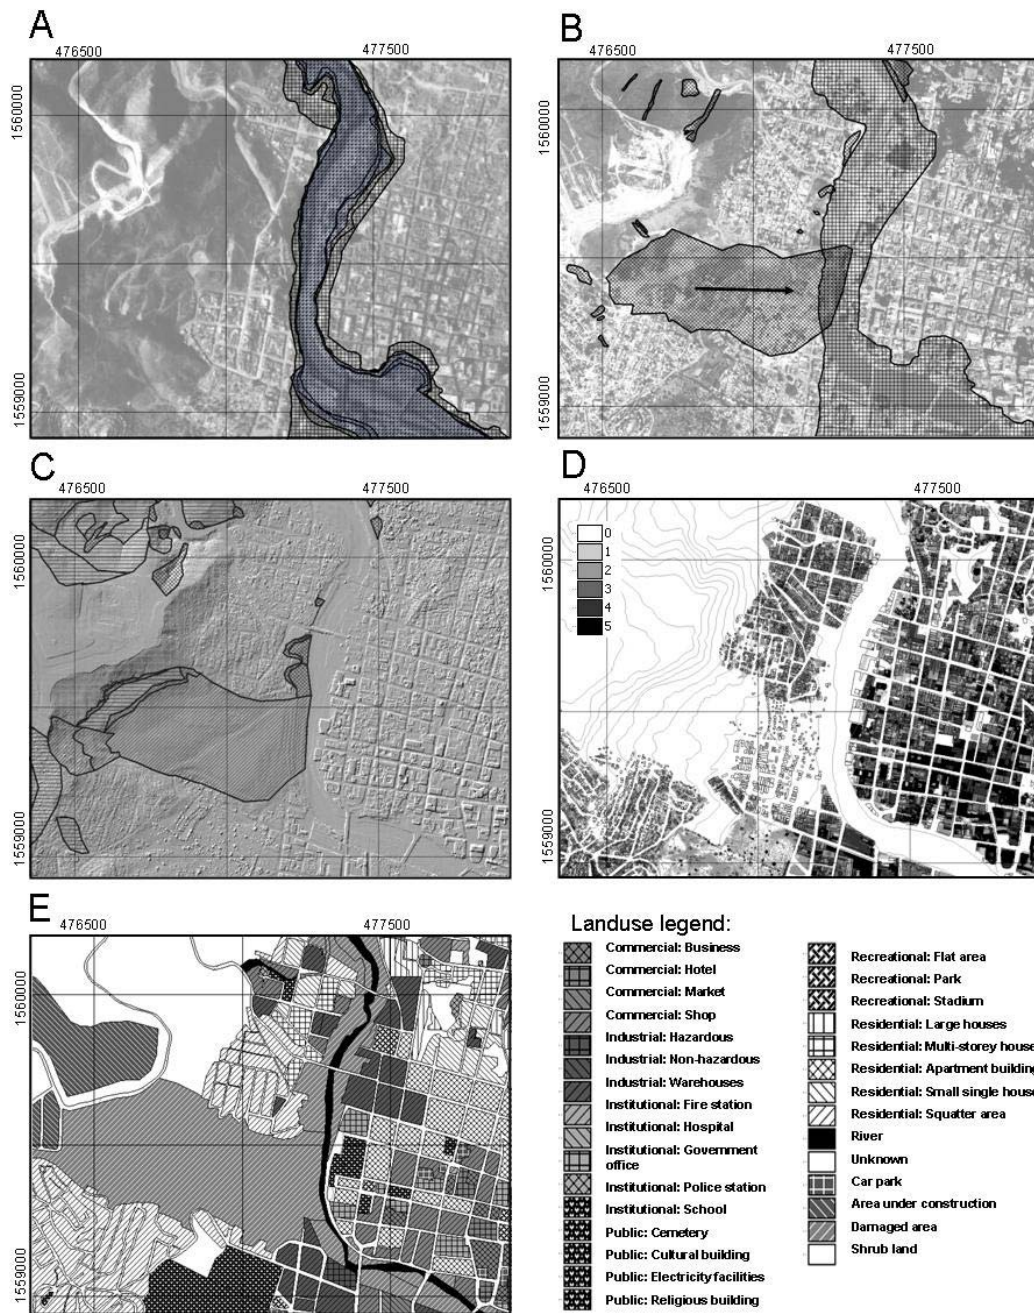 A
476500
477500
1560000
1559000
B
476500
477500
1560000
1559000
C
476500
477500
1560000
1559000
D
476500
477500
0
1
2
3
4
5
1560000
1559000
E
476500
477500
1560000
1559000
Landuse legend:
Commercial: Business
Commercial: Hotel
Commercial: Market
Commercial: Shop
Industrial: Hazardous
Industrial: Non-hazardous
Industrial: Warehouses
Institutional: Fire station
Institutional: Hospital
Institutional: Government
office
Institutional: Police station
Institutional: School
Public: Cemetery
Public: Cultural building
Public: Electricity facilities
Public: Religious building
Recreational: Flat area
Recreational: Park
Recreational: Stadium
Residential: Large houses
Residential: Multi-storey house
Residential: Apartment building
Residential: Small single house
Residential: Squatter area
River
Unknown
Car park
Area under construction
Damaged area
Shrub land